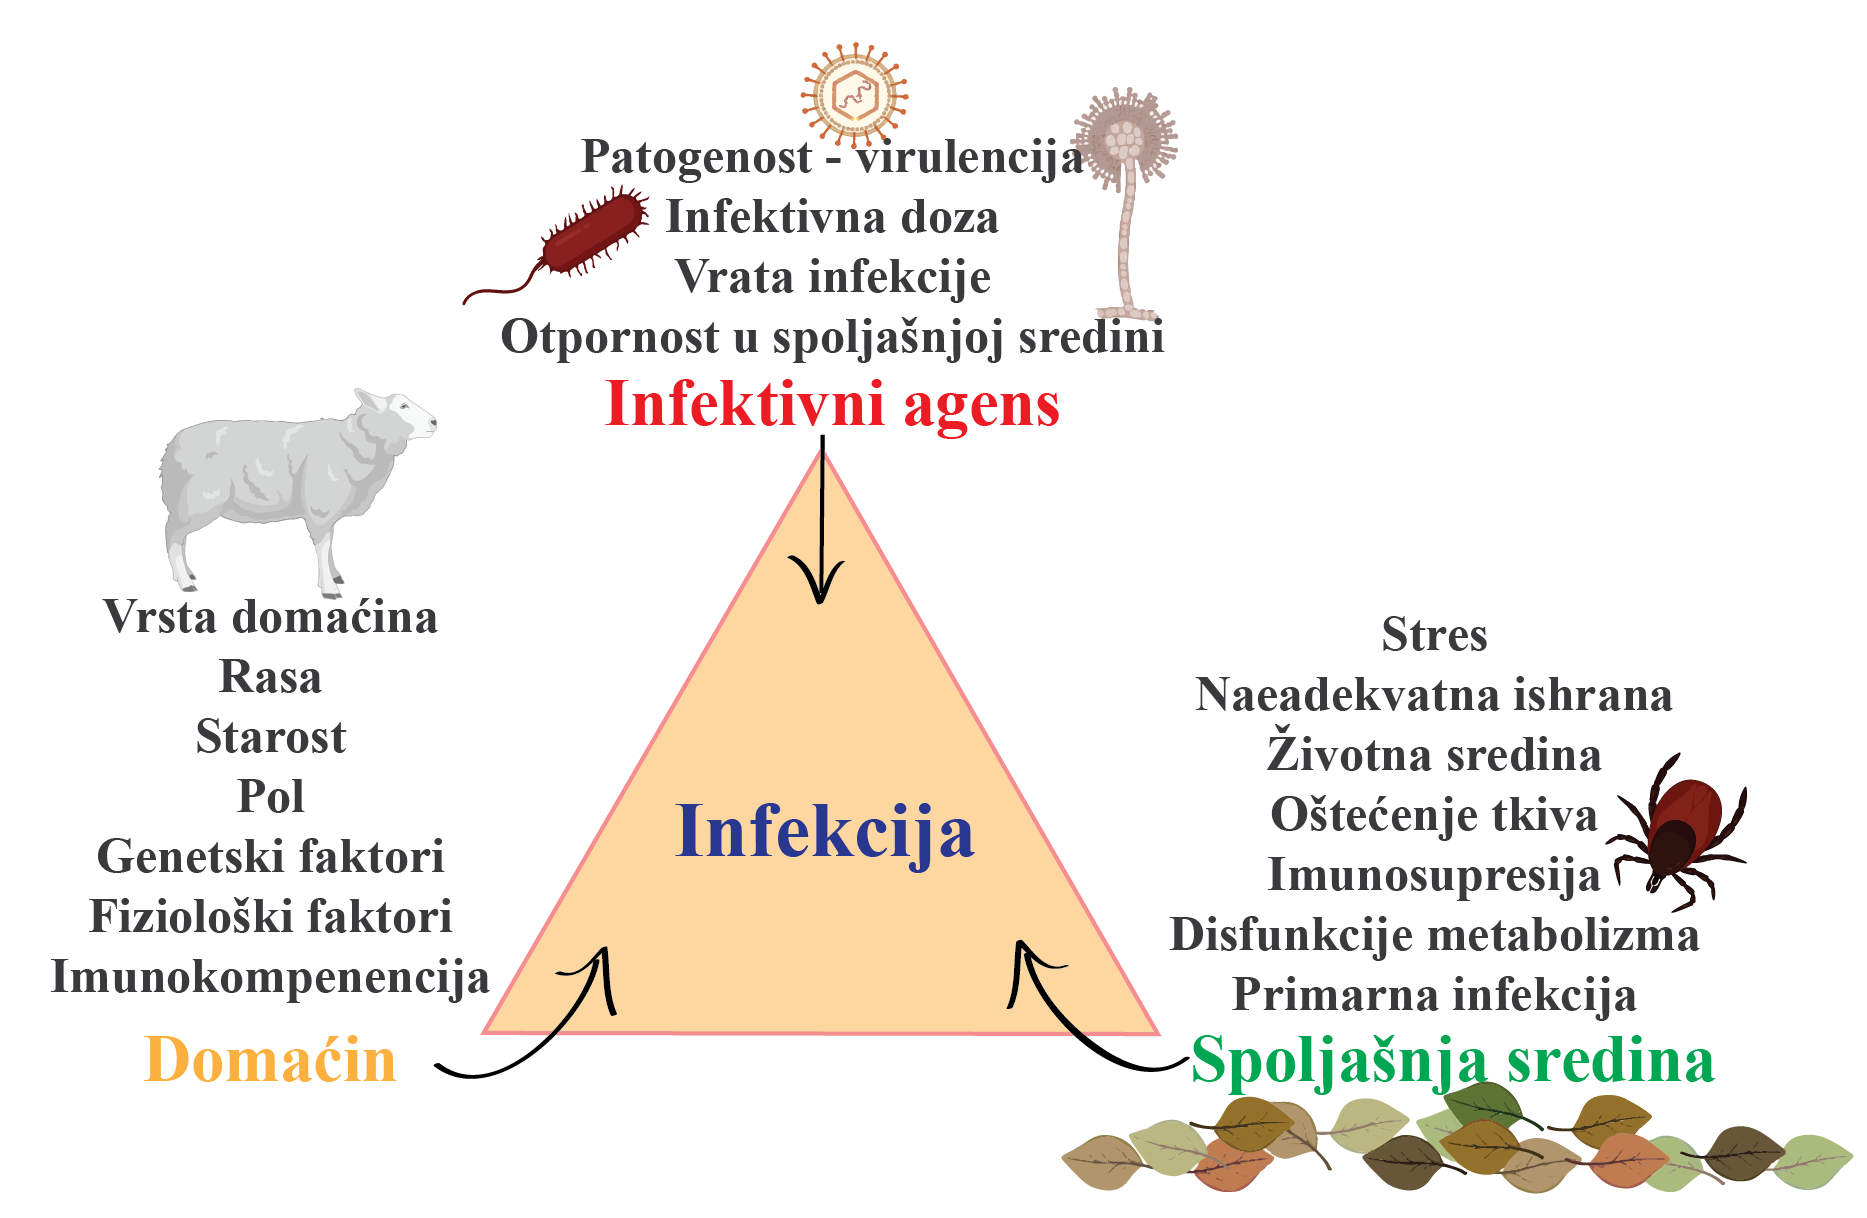 Patogenost - virulencija
Infektivna doza
Vrata infekcije
Otpornost u spoljašnjoj sredini
Infektivni agens
Vrsta domaćina
Rasa
Starost
Pol
Genetski faktori
Fiziološki faktori
Imunokompenencija
Domaćin
Infekcija
Stres
Naeadekvatna ishrana
Životna sredina
Oštećenje tkiva
Imunosupresija
Disfunkcije metabolizma
Primarna infekcija
Spoljašnja sredina